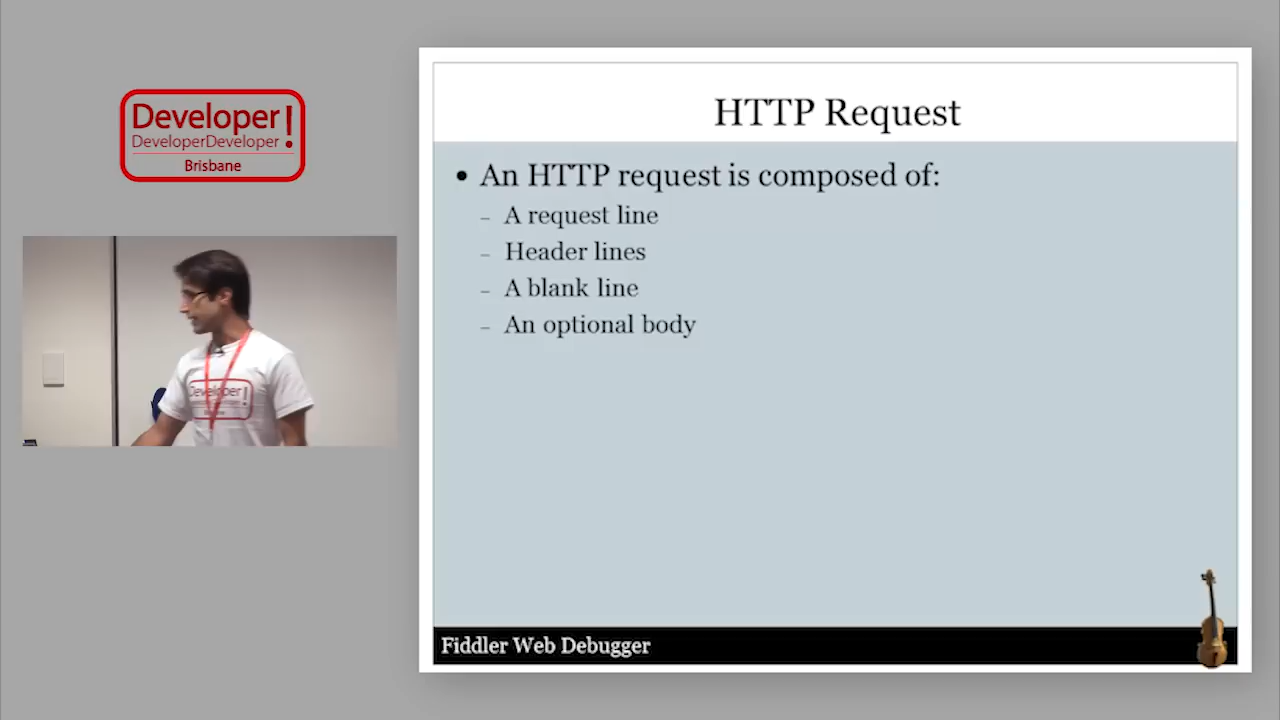 Developer!
DeveloperDeveloper
Brisbane
Developer!
HTTP Request
• An HTTP request is composed of:
– A request line
– Header lines
– A blank line
– An optional body
Fiddler Web Debugger